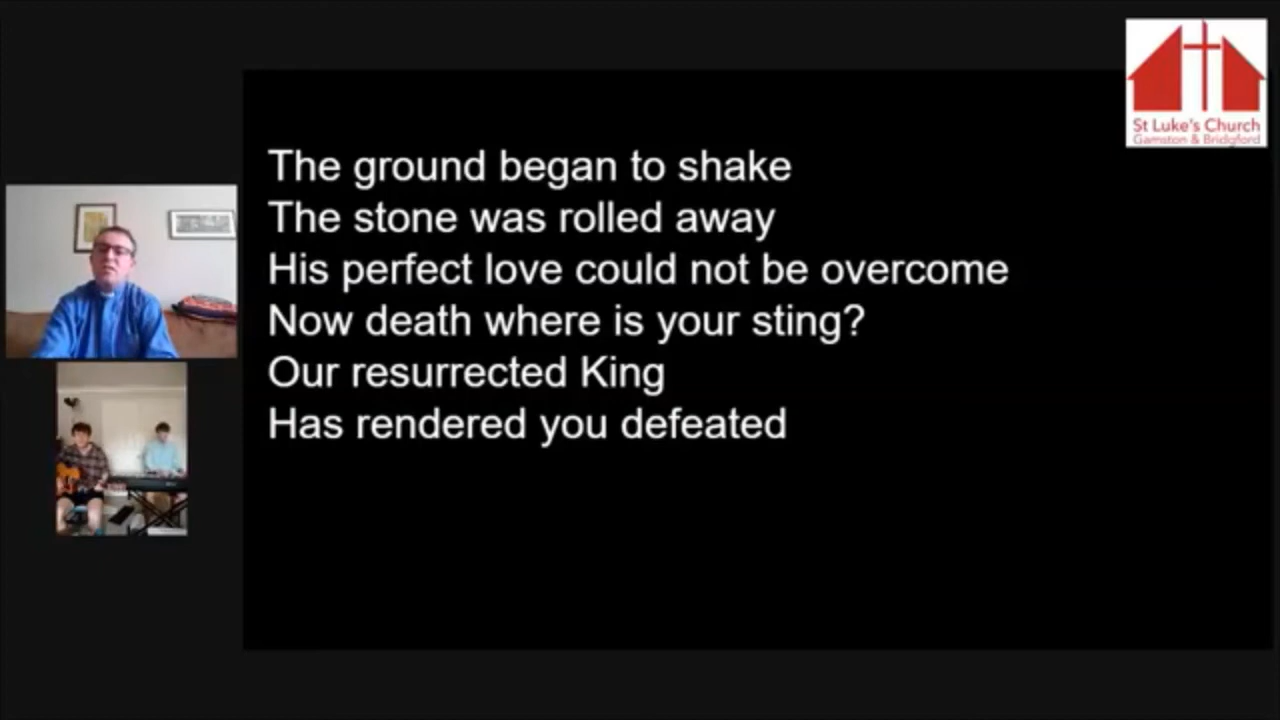 St Luke's Church
Gamston & Bridgford
The ground began to shake
The stone was rolled away
His perfect love could not be overcome
Now death where is your sting?
Our resurrected King
Has rendered you defeated